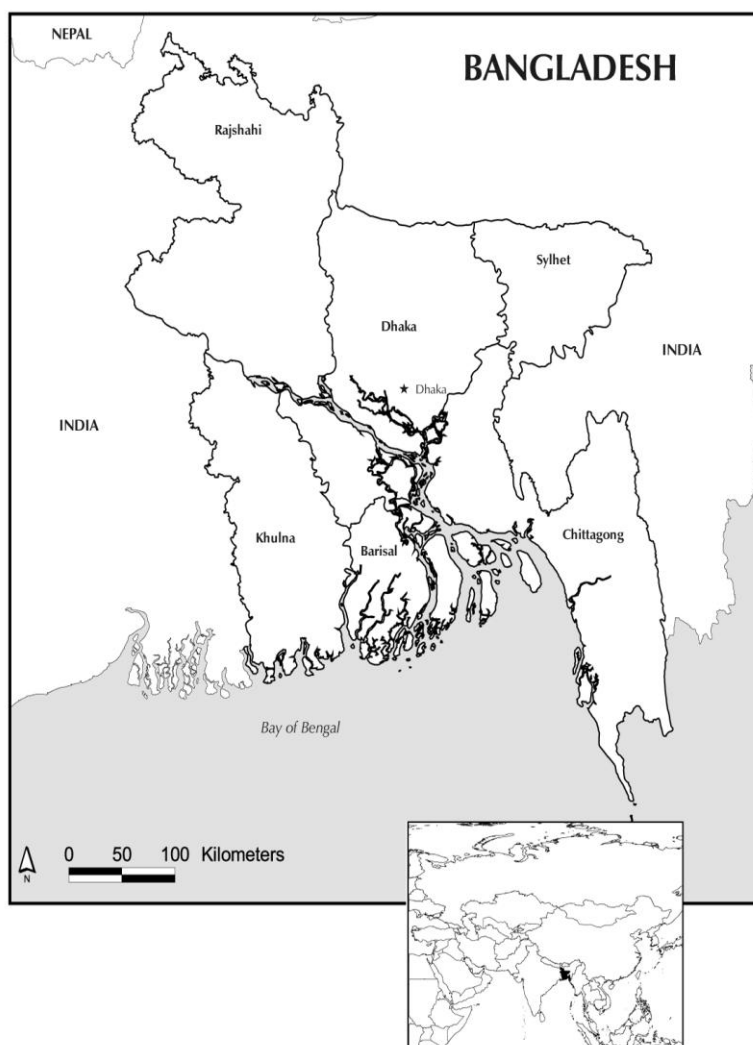 NEPAL
BANGLADESH
Rajshahi
Sylhet
Dhaka
INDIA
Dhaka
INDIA
Khulna
Barisal
Chittagong
Bay of Bengal
N
0 50 100 Kilometers